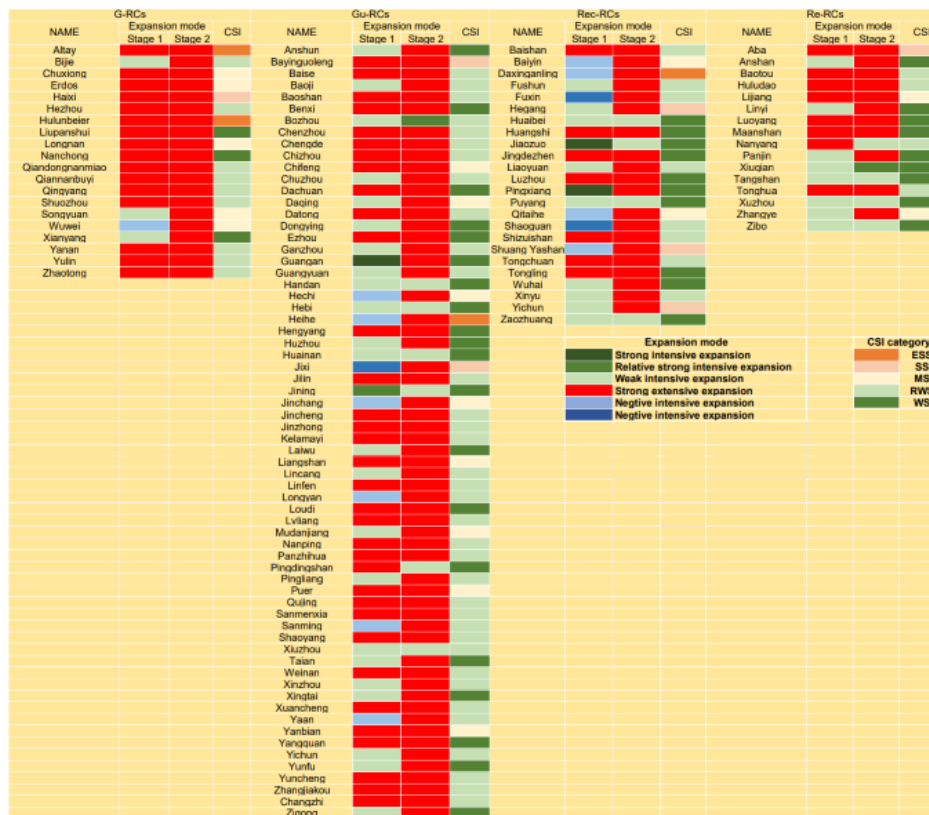 G-RCs Gu-RCs Rec-RCs Re-RCs
NAME Expansion mode CSI NAME Expansion mode CSI NAME Expansion mode CSI NAME Expansion mode CSI
Stage 1 Stage 2 Stage 1 Stage 2 Stage 1 Stage 2 Stage 1 Stage 2
Altay Anshun Baishan Aba
Bijie Bayinguoleng Baiyin Anshan
Chuxiong Baise Daxinganling Baotou
Erdos Baoji Fushun Huludao
Haixi Baoshan Fuxin Lijiang
Hezhou Benxi Hegang Linyi
Hulunbeier Bozhou Huaibei Luoyang
Liupanshui Chenzhou Huangshi Maanshan
Longnan Chengde Jiaozuo Nanyang
Nanchong Chizhou Jingdezhen Panjin
Qiandongnanmiao Chifeng Liaoyuan Xiuqian
Qiannanbuyi Chuzhou Luzhou Tangshan
Qingyang Dachuan Pingxiang Tonghua
Shuozhou Daqing Puyang Xuzhou
Songyuan Datong Qitaihe Zhangye
Wuwei Dongying Shaoguan Zibo
Xianyang Ezhou Shizuishan
Yanan Ganzhou Shuang Yashan
Yulin Guangan Tongchuan
Zhaotong Guangyuan Tongling
Handan Wuhai
Hechi Xinyu
Hebi Yichun
Heihe Zaozhuang
Hengyang
Huzhou Expansion mode CSI category
Huainan Strong intensive expansion ESS
Jixi Relative strong intensive expansion SS
Jilin Weak intensive expansion MS
Jining Strong extensive expansion RWS
Jinchang Negtive intensive expansion WS
Jincheng Negtive intensive expansion
Jinzhong
Kelamayi
Laiwu
Liangshan
Lincang
Linfen
Longyan
Loudi
Lvliang
Mudanjiang
Nanping
Panzhihua
Pingdingshan
Pingliang
Puer
Qujing
Sanmenxia
Sanming
Shaoyang
Xiuzhou
Taian
Weinan
Xinzhou
Xingtai
Xuancheng
Yaan
Yanbian
Yangquan
Yichun
Yunfu
Yuncheng
Zhangjiakou
Changzhi
Zigong